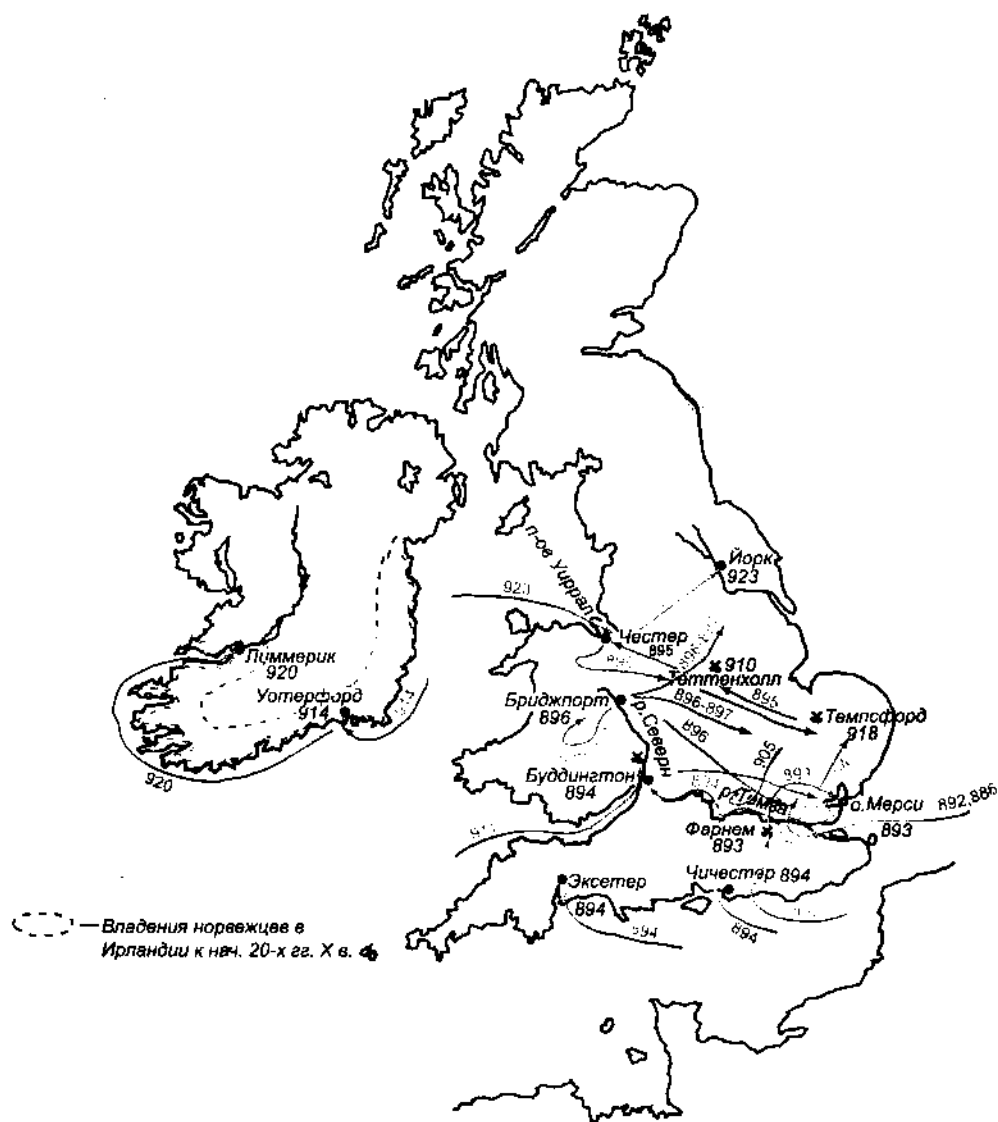 п-ов Уиррал
Йорк
923
923
Честер
895
910
Теттенхолл
895
896-897
896
Темпсфорд
918
Лиммерик
920
Уотерфорд
914
920
Бриджпорт
896
р. Северн
905
Буддингтон
894
р. Темза
о. Мерси
893
892,886
Фарнем
893
Эксетер
894
894
Чичестер 894
894
— Владения норвежцев в
Ирландии к нач. 20-х гг. X в.